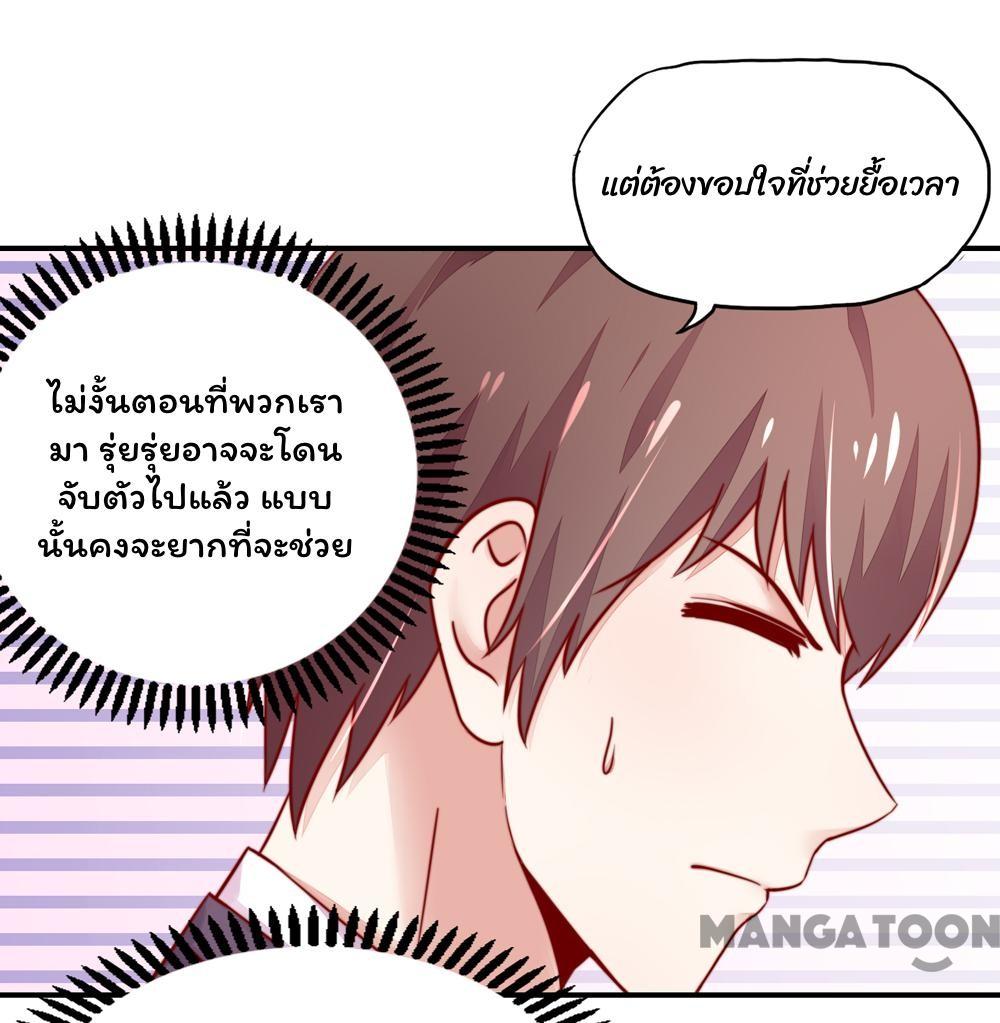 แต่ต้องขอบใจที่ช่วยยื้อเวลา
ไม่งั้นตอนที่พวกเรา
มา รุ่ยรุ่ยอาจจะโดน
จับตัวไปแล้ว แบบ
นั้นคงจะยากที่จะช่วย
MANGATOON